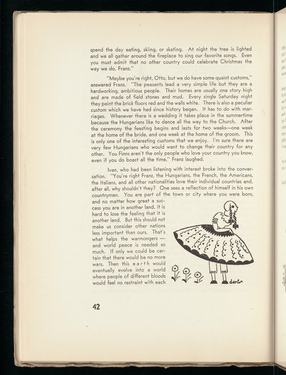 spend the day eating, skiing, or skating. At night the tree is lighted
and we all gather around the fireplace to sing our favorite songs. Even
you must admit that no other country could celebrate Christmas the
way we do, Franz."
"Maybe you're right, Otto, but we do have some quaint customs,"
answered Franz. "The peasants lead a very simple life but they are a
hardworking, ambitious people. Their homes are usually one story high
and are made of field stones and mud. Every single Saturday night
they paint the brick floors red and the walls white. There is also a peculiar
custom which we have had since history began. It has to do with mar-
riages. Whenever there is a wedding it takes place in the summertime
because the Hungarians like to dance all the way to the Church. After
the ceremony the feasting begins and lasts for two weeks—one week
at the home of the bride, and one week at the home of the groom. This
is only one of the interesting customs that we enjoy. I'm sure there are
very few Hungarians who would want to change their country for any
other. You Finns aren't the only people who love your country you know,
even if you do boast all the time," Franz laughed.
Ivan, who had been listening with interest broke into the conver-
sation. "You're right Franz, the Hungarians, the French, the Americans,
the Italians, and all other nationalities love their individual countries and
after all, why shouldn't they? One sees a reflection of himself in his own
countrymen. You are part of the town or city where you were born,
and no matter how great a suc-
cess you are in another land, it is
hard to lose the feeling that it is
another land. But this should not
make us consider other nations
less important than ours. That's
what helps the warmongers—
and world peace is needed so
much. If only we could be cer-
tain that there would be no more
wars. Then this warmth would
eventually evolve into a world
where people of different bloods
would feel no restraint with each
42